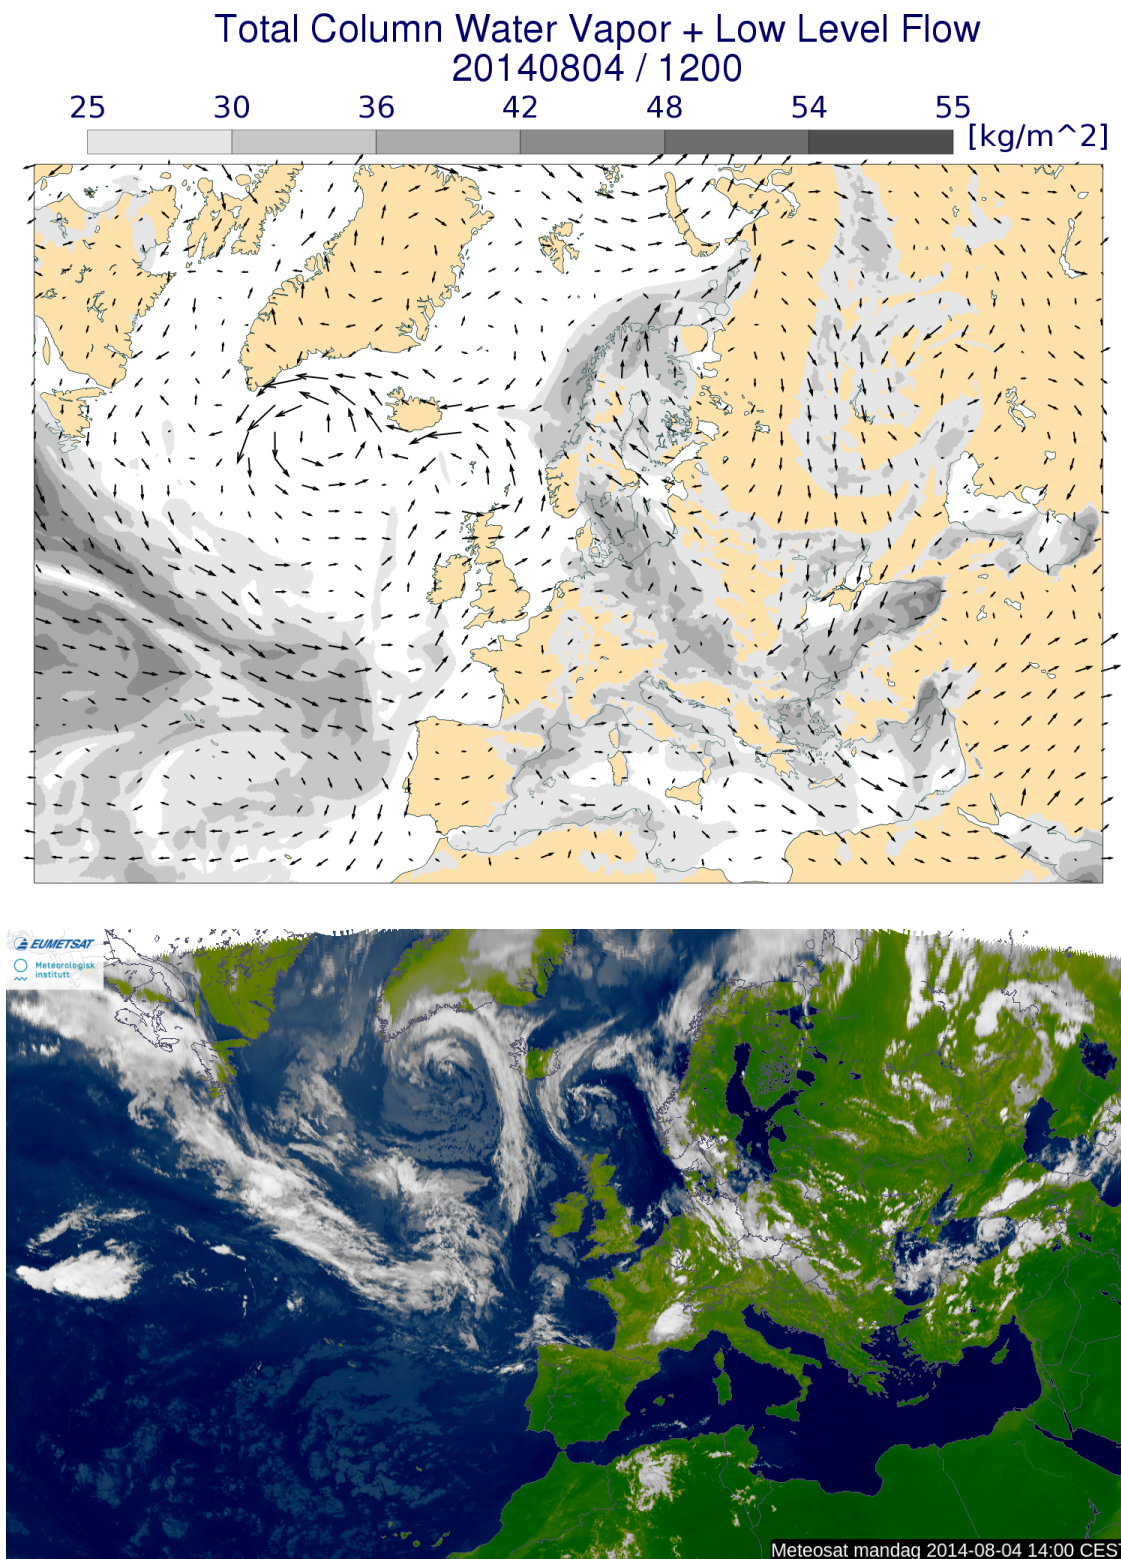 Total Column Water Vapor + Low Level Flow
20140804 / 1200
25 30 36 42 48 54 55
[kg/m^2]
EUMETSAT
Meteorologisk
institutt
Meteosat mandag 2014-08-04 14:00 CEST